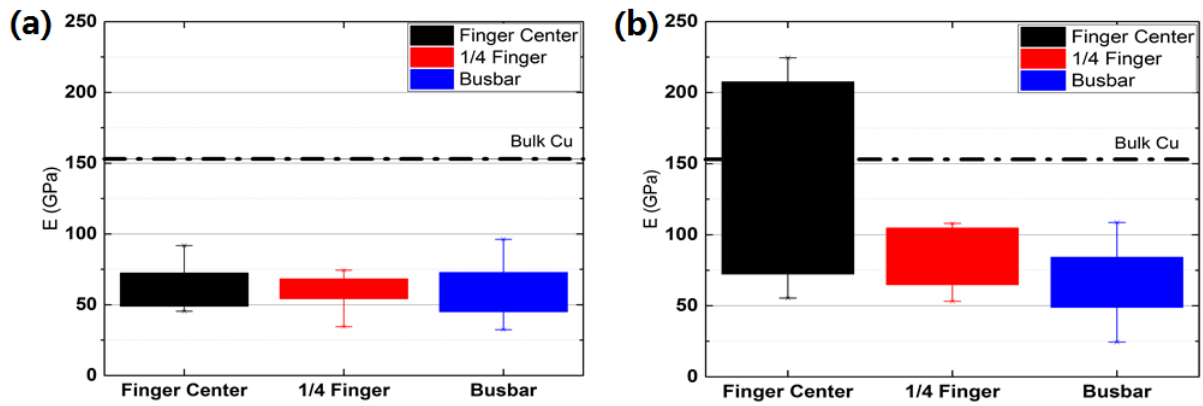 (a)
250
200
150
100
50
0
E (GPa)
Finger Center
1/4 Finger
Busbar
Bulk Cu
Finger Center
1/4 Finger
Busbar
(b)
250
200
150
100
50
0
E (GPa)
Finger Center
1/4 Finger
Busbar
Bulk Cu
Finger Center
1/4 Finger
Busbar